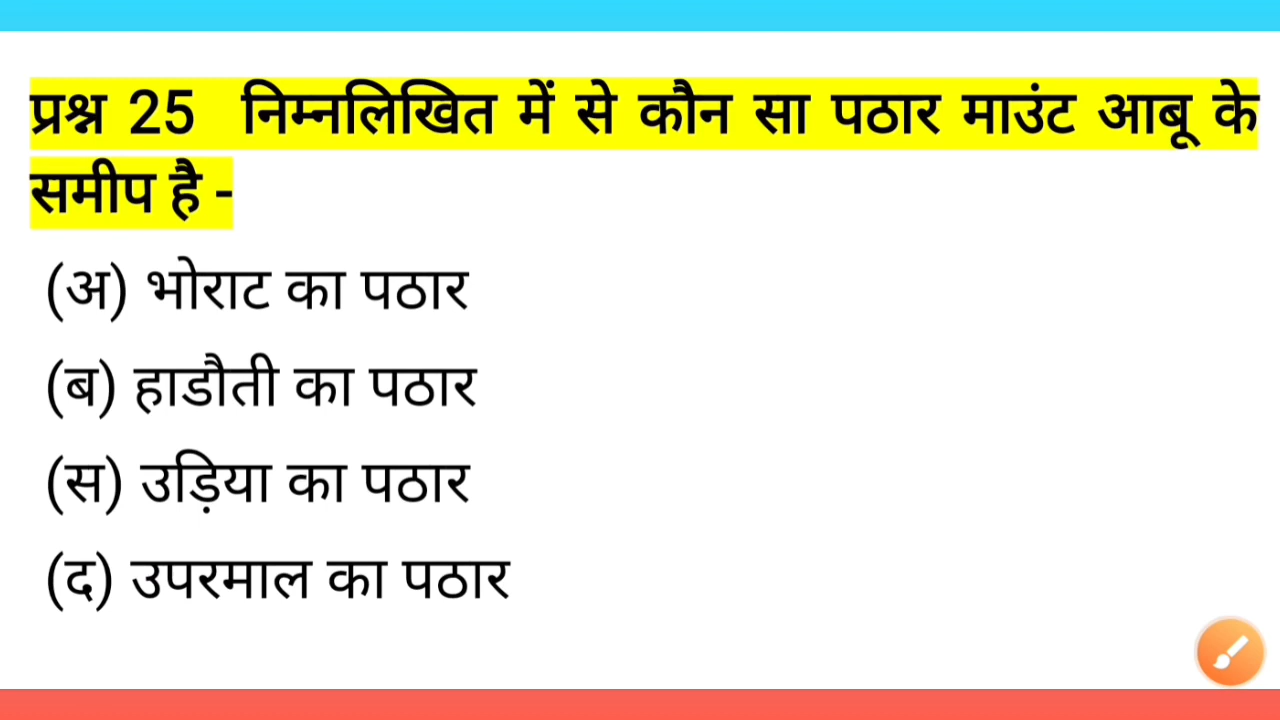 प्रश्न 25 निम्नलिखित में से कौन सा पठार माउंट आबू के
समीप है -
(अ) भोराट का पठार
(ब) हाडौती का पठार
(स) उड़िया का पठार
(द) उपरमाल का पठार